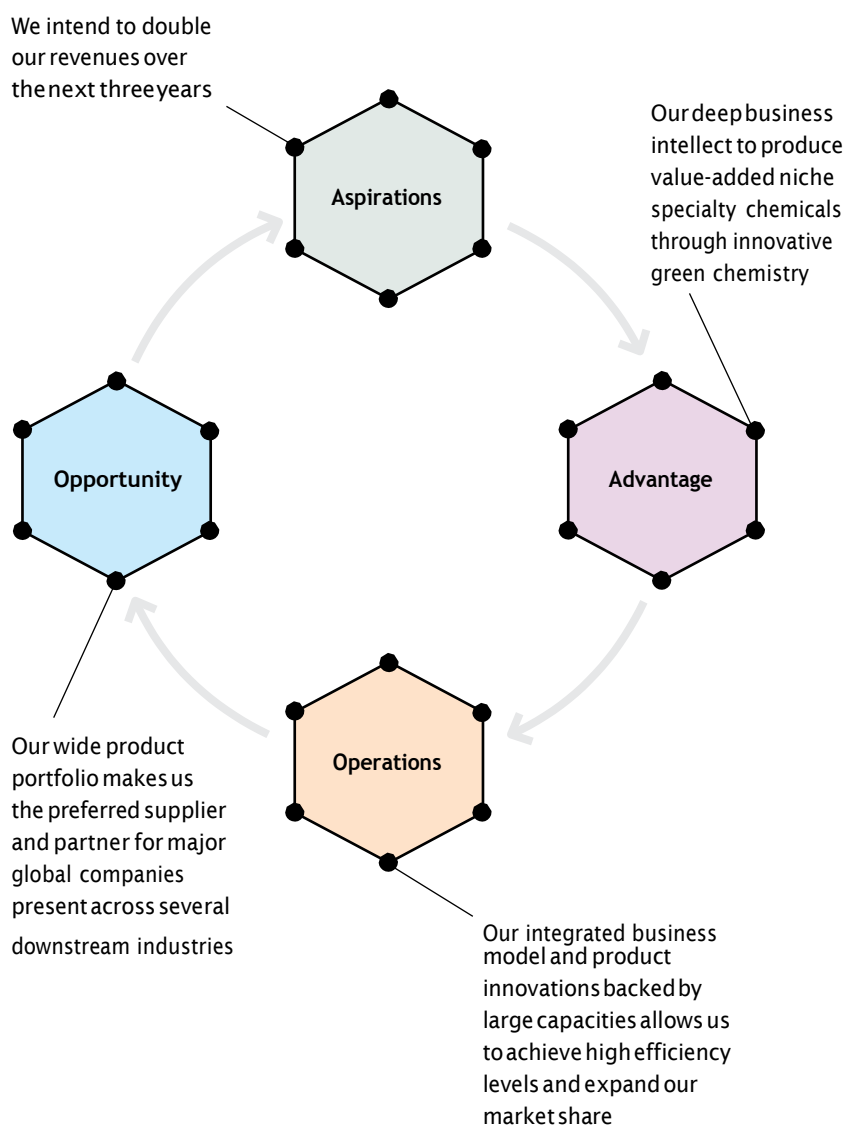 We intend to double
our revenues over
the next three years
Aspirations
Our deep business
intellect to produce
value-added niche
specialty chemicals
through innovative
green chemistry
Opportunity
Advantage
Operations
Our wide product
portfolio makes us
the preferred supplier
and partner for major
global companies
present across several
downstream industries
Our integrated business
model and product
innovations backed by
large capacities allows us
to achieve high efficiency
levels and expand our
market share